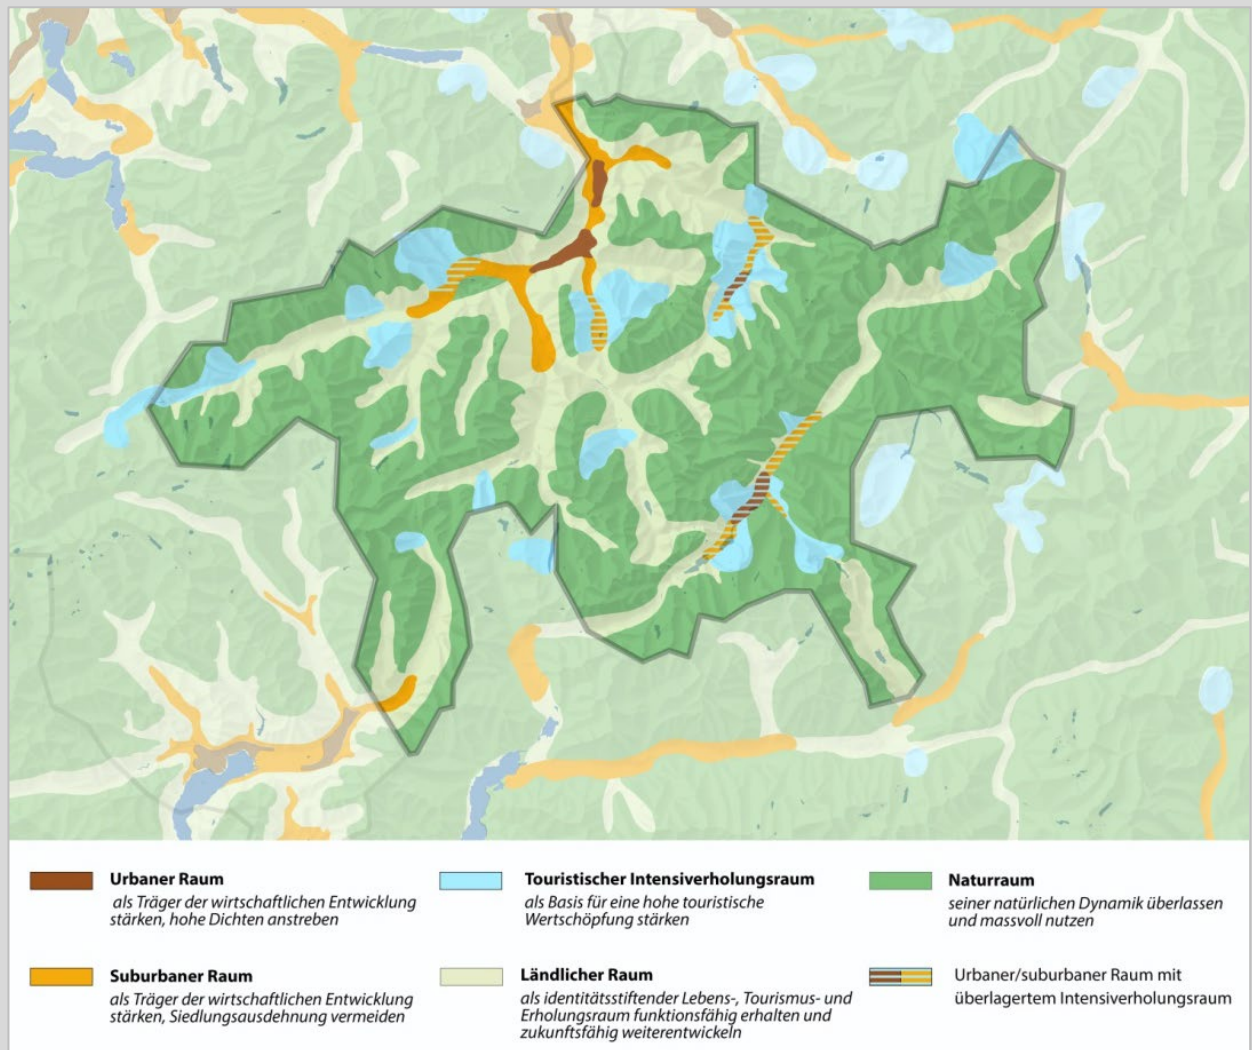 Urbaner Raum
als Träger der wirtschaftlichen Entwicklung
stärken, hohe Dichten anstreben
Touristischer Intensiverholungsraum
als Basis für eine hohe touristische
Wertschöpfung stärken
Naturraum
seiner natürlichen Dynamik überlassen
und massvoll nutzen
Suburbaner Raum
als Träger der wirtschaftlichen Entwicklung
stärken, Siedlungsausdehnung vermeiden
Ländlicher Raum
als identitätsstiftender Lebens-, Tourismus- und
Erholungsraum funktionsfähig erhalten und
zukunftsfähig weiterentwickeln
Urbaner/suburbaner Raum mit
überlagertem Intensiverholungsraum